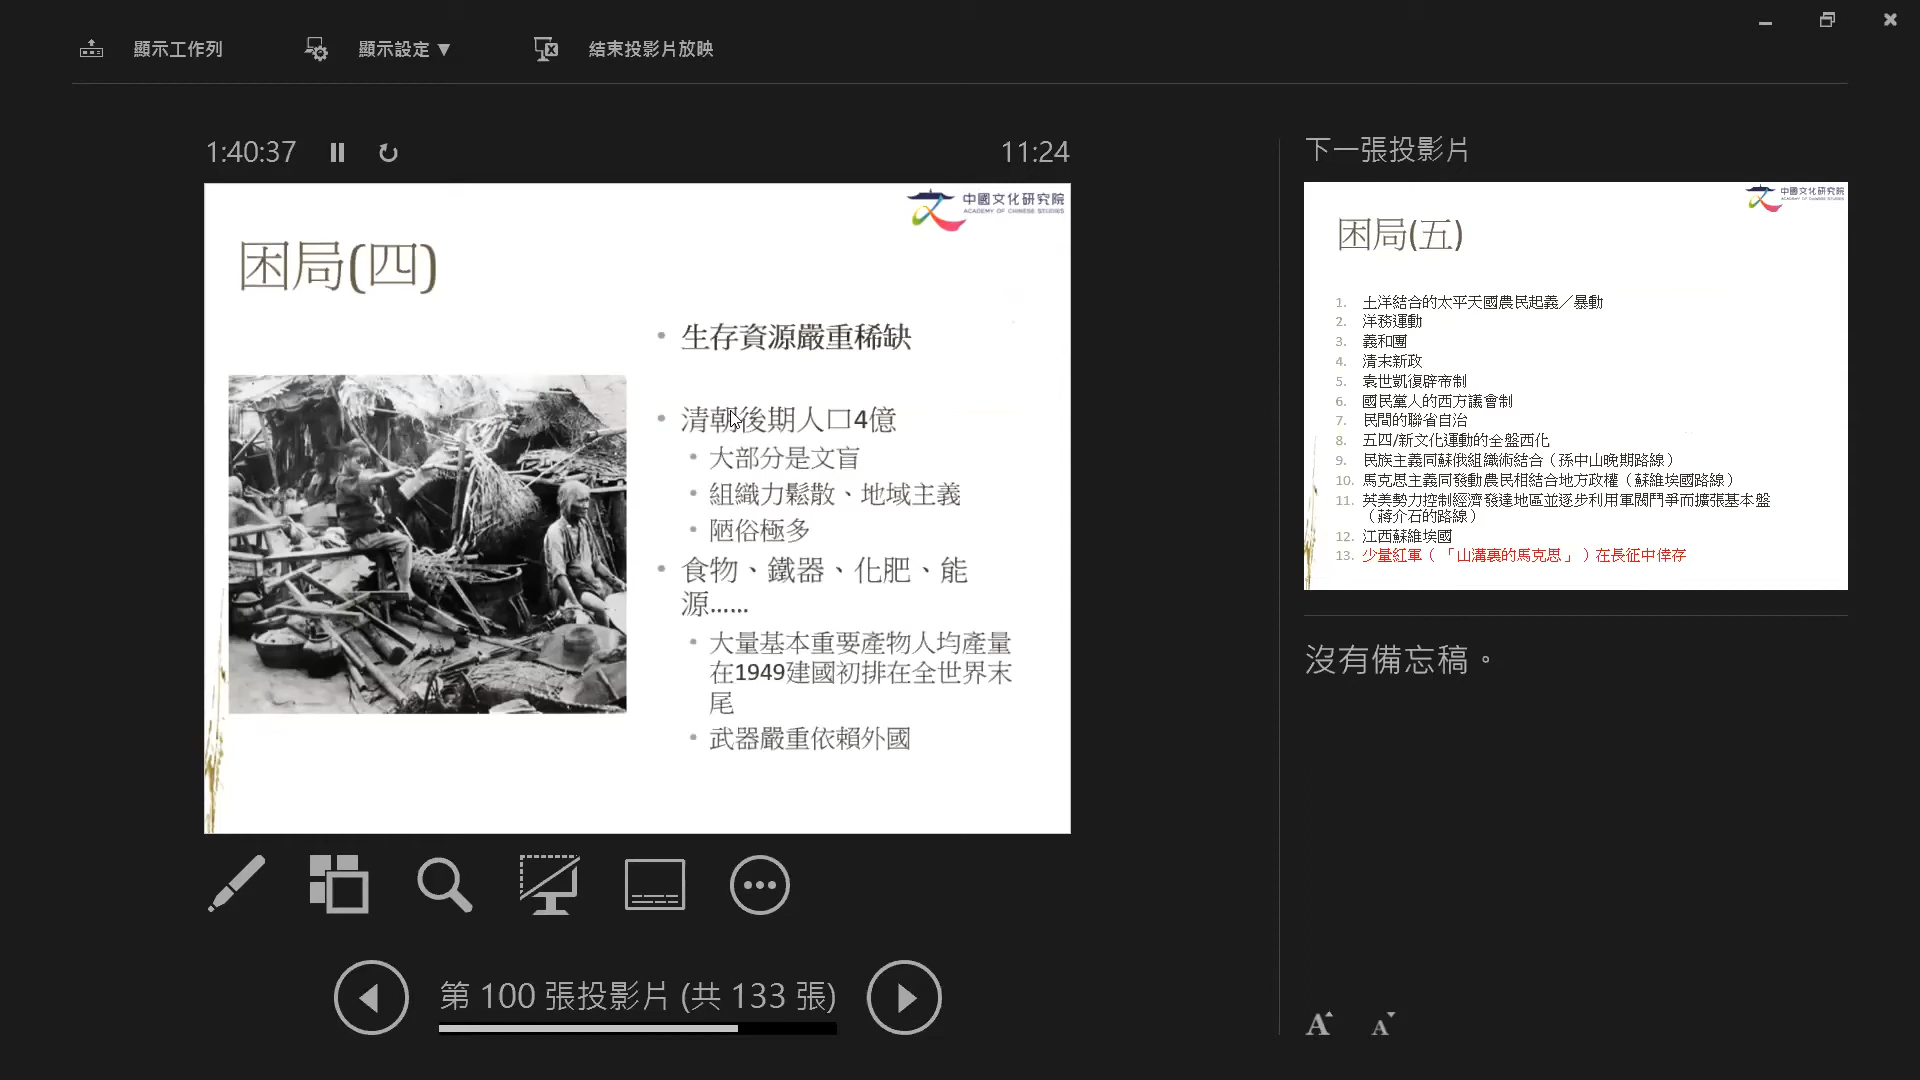 顯示工作列
顯示設定 ▼
結束投影片放映
1:40:37
11:24
中國文化研究院
ACADEMY OF CHINESE STUDIES
困局(四)
• 生存資源嚴重稀缺
• 清朝後期人口4億
• 大部分是文盲
• 組織力鬆散、地域主義
• 陋俗極多
• 食物、鐵器、化肥、能
源......
• 大量基本重要產物人均產量
在1949建國初排在全世界末
尾
• 武器嚴重依賴外國
第 100 張投影片 (共 133 張)
下一張投影片
中國文化研究院
ACADEMY OF CHINESE STUDIES
困局(五)
1. 土洋結合的太平天國農民起義／暴動
2. 洋務運動
3. 義和團
4. 清末新政
5. 袁世凱復辟帝制
6. 國民黨人的西方議會制
7. 民間的聯省自治
8. 五四/新文化運動的全盤西化
9. 民族主義同蘇俄組織術結合（孫中山晚期路線）
10. 馬克思主義同發動農民相結合地方政權（蘇維埃國路線）
11. 英美勢力控制經濟發達地區並逐步利用軍閥鬥爭而擴張基本盤
（蔣介石的路線）
12. 江西蘇維埃國
13. 少量紅軍（「山溝裏的馬克思」）在長征中倖存
沒有備忘稿。
A A